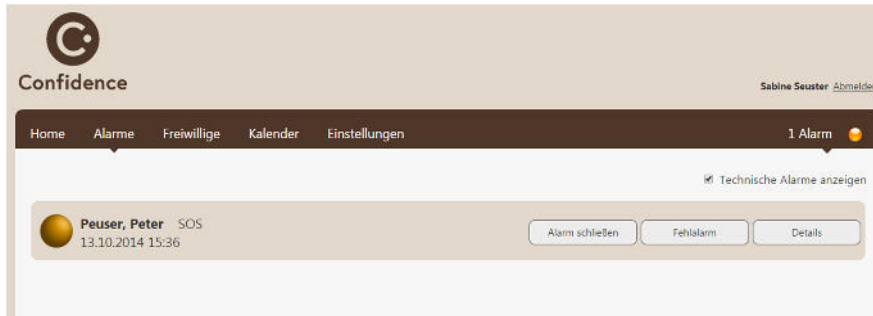 Confidence
Sabine Seuster Abmelden
Home Alarme Freiwillige Kalender Einstellungen 1 Alarm
Technische Alarme anzeigen
Peuser, Peter SOS
13.10.2014 15:36
Alarm schließen Fehlalarm Details